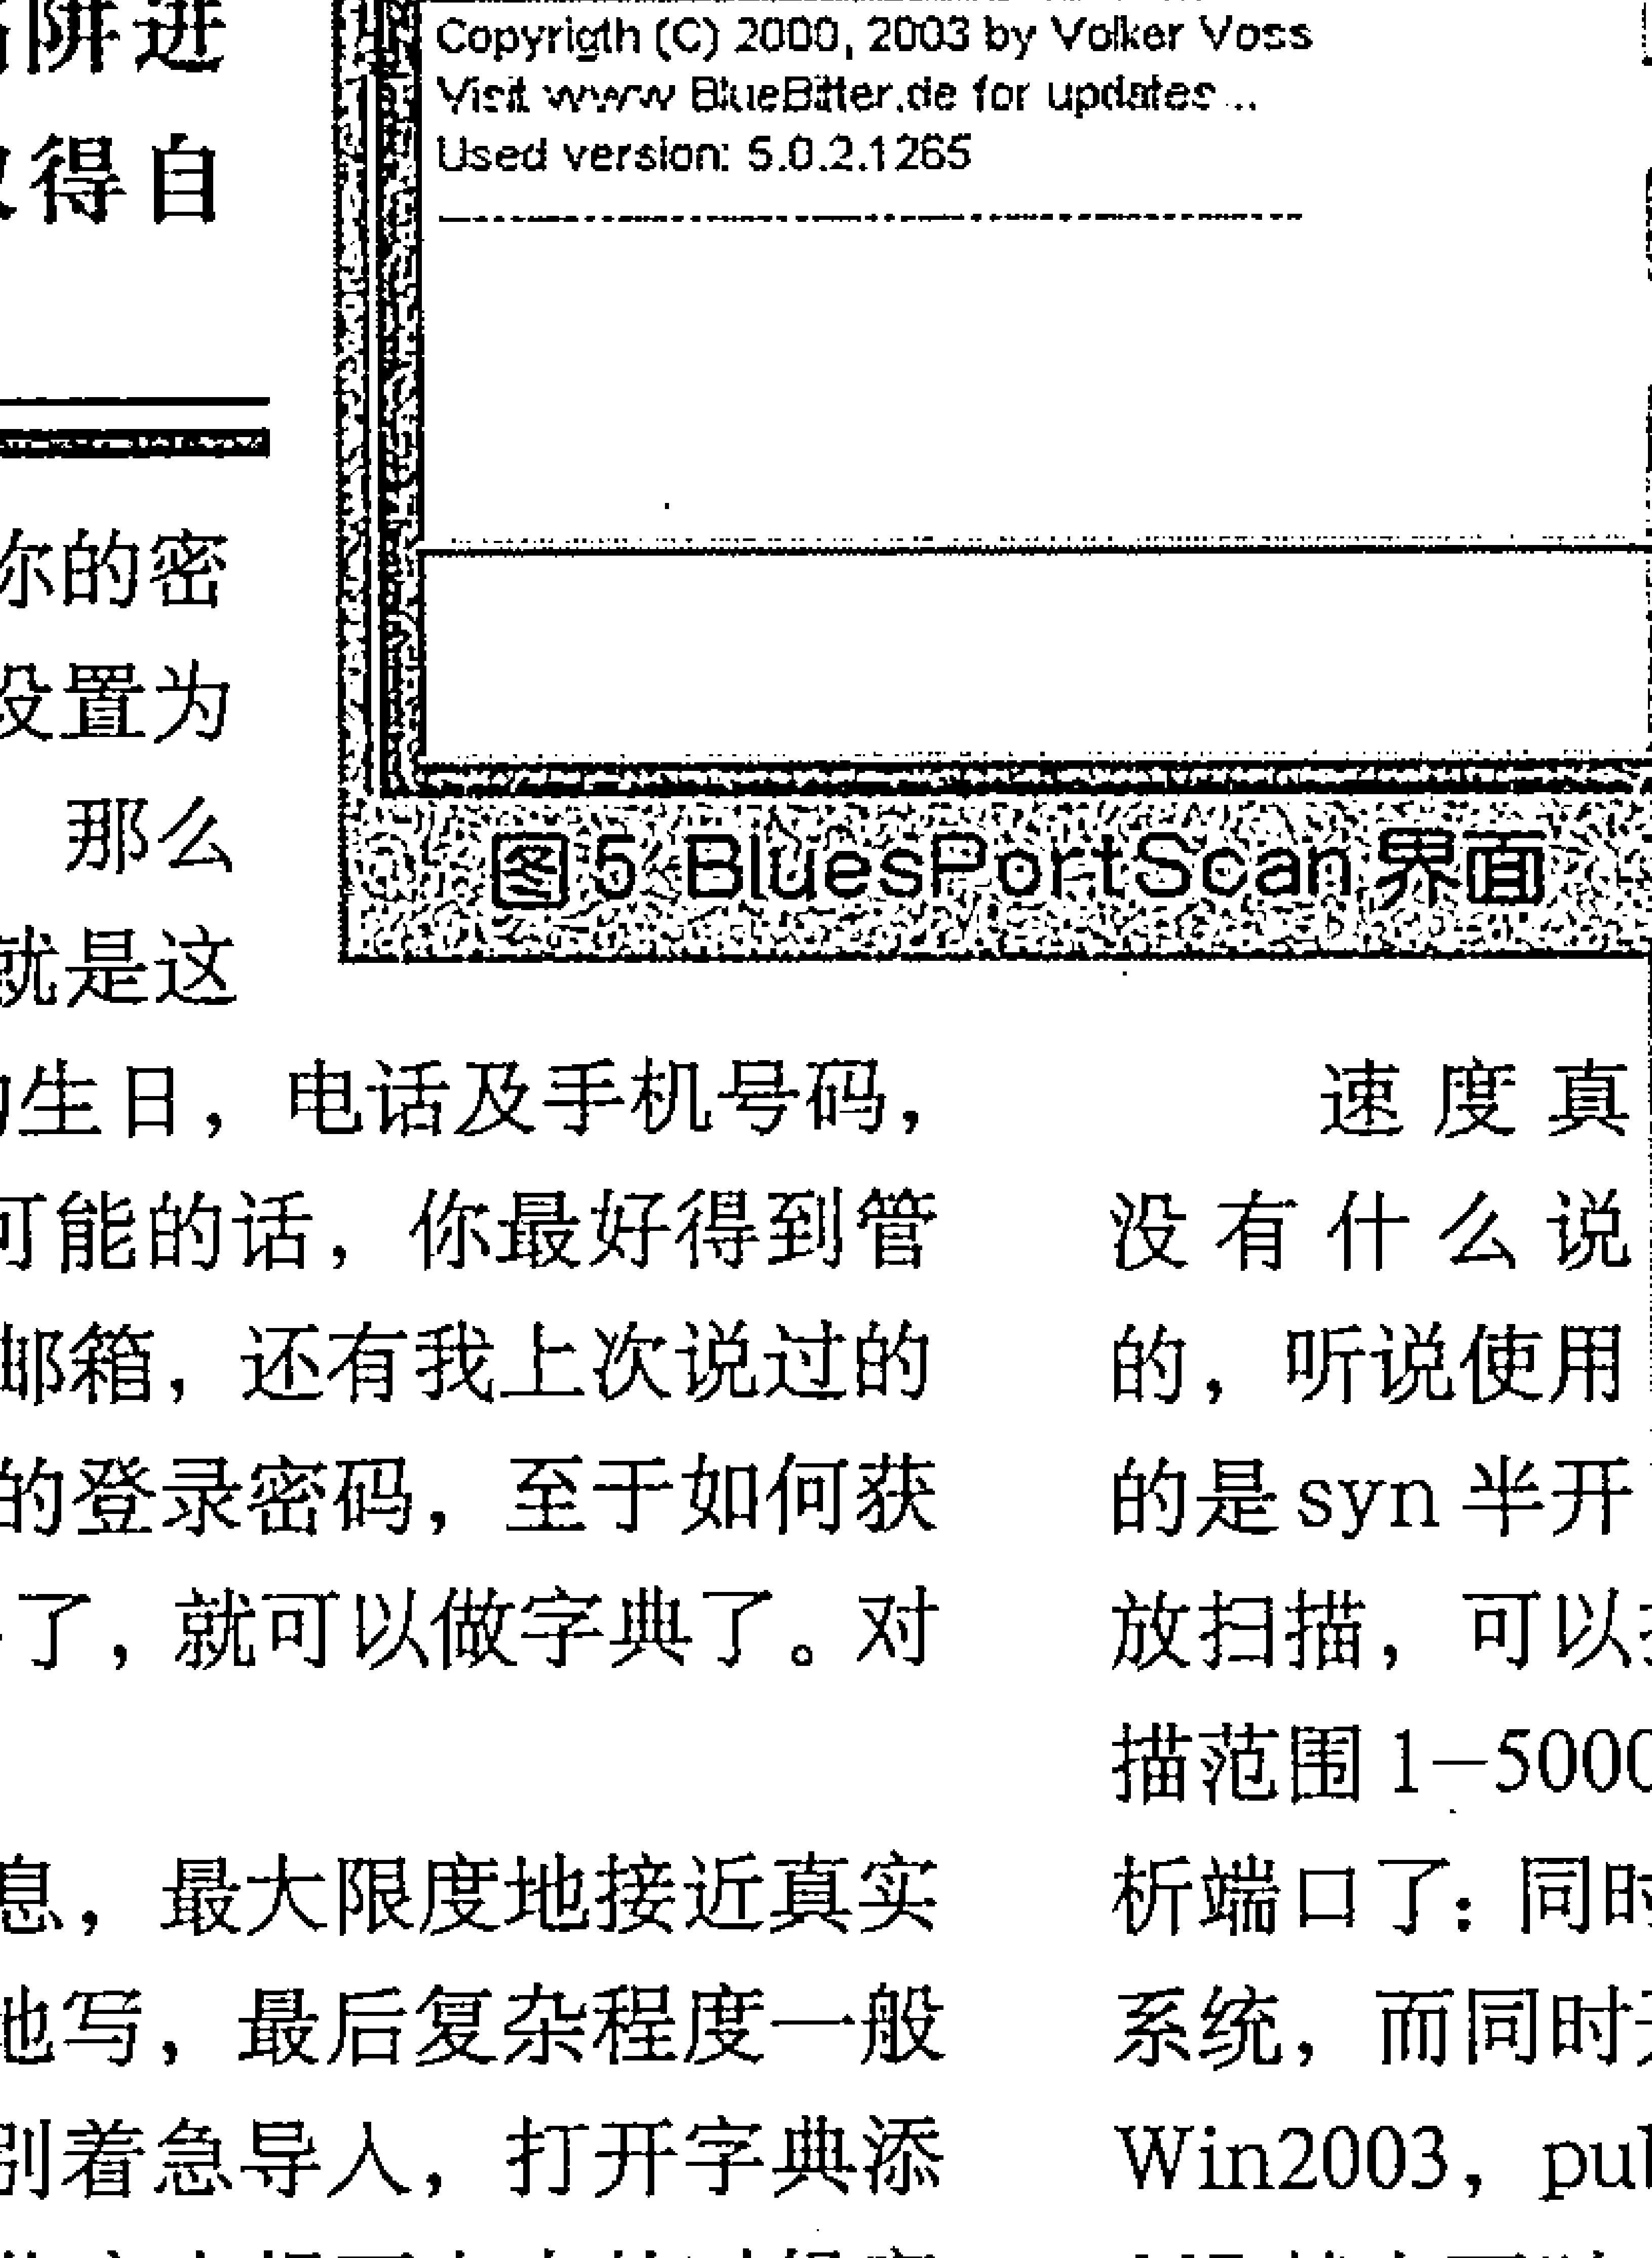 阱进
得自
Copyrigth (C) 2000, 2003 by Volker Voss
Visit www BlueBitter.de for updates...
Used version: 5.0.2.1265
图 5 BluesPortScan 界面
你的密
设置为
那么
就是这
生日，电话及手机号码，
可能的话，你最好得到管
邮箱，还有我上次说过的
的登录密码，至于如何获
了，就可以做字典了。对
息，最大限度地接近真实
地写，最后复杂程度一般
别着急导入，打开字典添
速度真
没有什么说
的，听说使用
的是 syn 半开
放扫描，可以
描范围 1—5000
析端口了：同时
系统，而同时
Win2003，pub